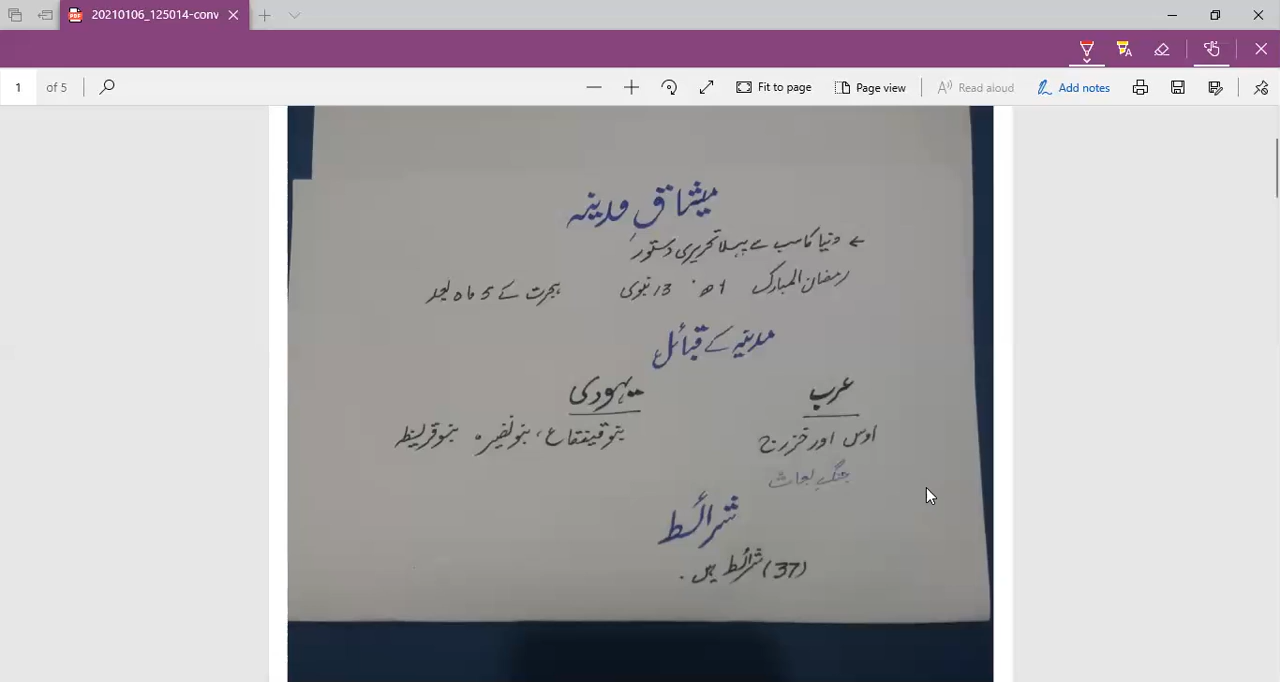 20210106_125014-conv
1 of 5
Fit to page
Page view
Read aloud
Add notes
میثاقِ مدینہ
← دنیا کا سب سے پہلا تحریری دستور
رمضان المبارک 1ھ 13 نبوی ہجرت کے 5 ماہ بعد
مدینہ کے قبائل
عرب یہودی
اوس اور خزرج بنو قینقاع، بنو نضیر، بنو قریظہ
جنگِ بعاث
شرائط
(37) شرائط ہیں۔